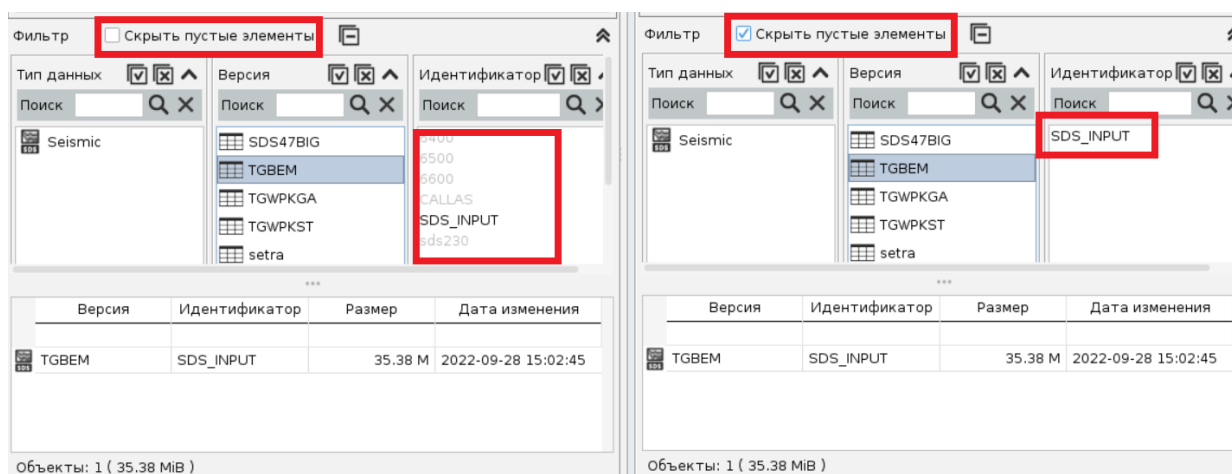 Фильтр Скрыть пустые элементы
Тип данных Версия Идентификатор
Поиск Поиск Поиск
Seismic
SDS47BIG
TGBEM
TGWPKGA
TGWPKST
setra
6400
6500
6600
CALLAS
SDS_INPUT
sds230
Версия Идентификатор Размер Дата изменения
SDS TGBEM SDS_INPUT 35.38 M 2022-09-28 15:02:45
Объекты: 1 ( 35.38 MiB )
Фильтр Скрыть пустые элементы
Тип данных Версия Идентификатор
Поиск Поиск Поиск
Seismic
SDS47BIG
TGBEM
TGWPKGA
TGWPKST
setra
SDS_INPUT
Версия Идентификатор Размер Дата изменения
SDS TGBEM SDS_INPUT 35.38 M 2022-09-28 15:02:45
Объекты: 1 ( 35.38 MiB )